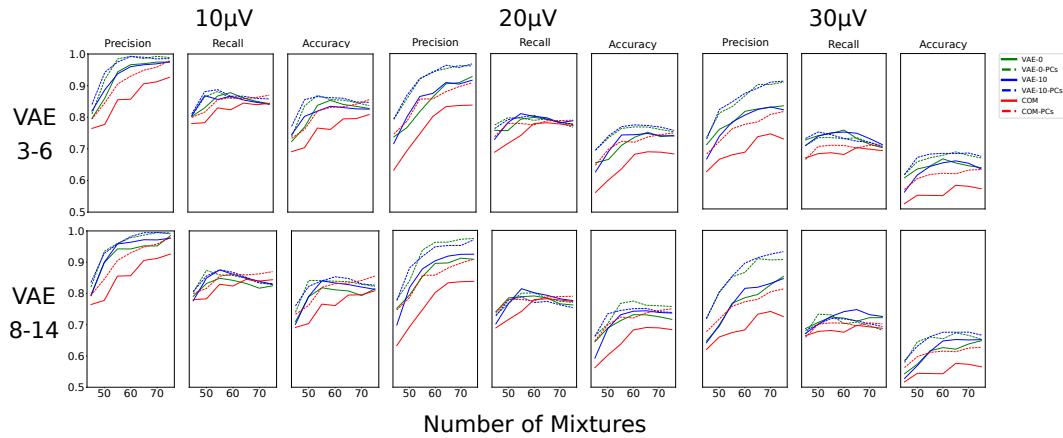 10µV 20µV 30µV
Precision Recall Accuracy Precision Recall Accuracy Precision Recall Accuracy
VAE
3-6
1.0
0.9
0.8
0.7
0.6
0.5
VAE-0
VAE-0-PCs
VAE-10
VAE-10-PCs
COM
COM-PCs
VAE
8-14
1.0
0.9
0.8
0.7
0.6
0.5
50 60 70 50 60 70 50 60 70 50 60 70 50 60 70 50 60 70 50 60 70 50 60 70 50 60 70
Number of Mixtures